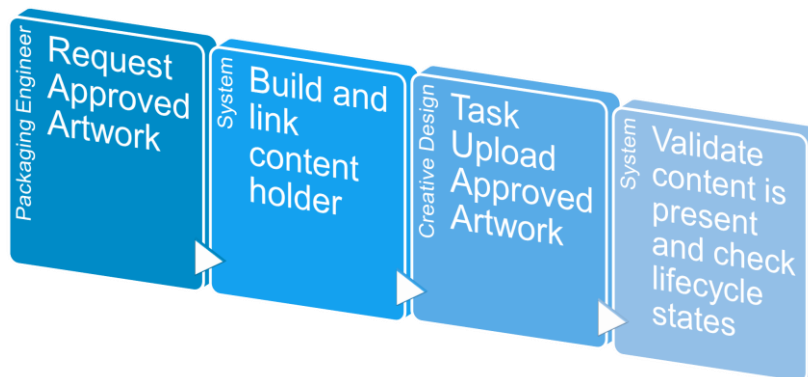 Packaging Engineer
Request
Approved
Artwork
System
Build and
link
content
holder
Creative Design
Task
Upload
Approved
Artwork
System
Validate
content is
present
and check
lifecycle
states